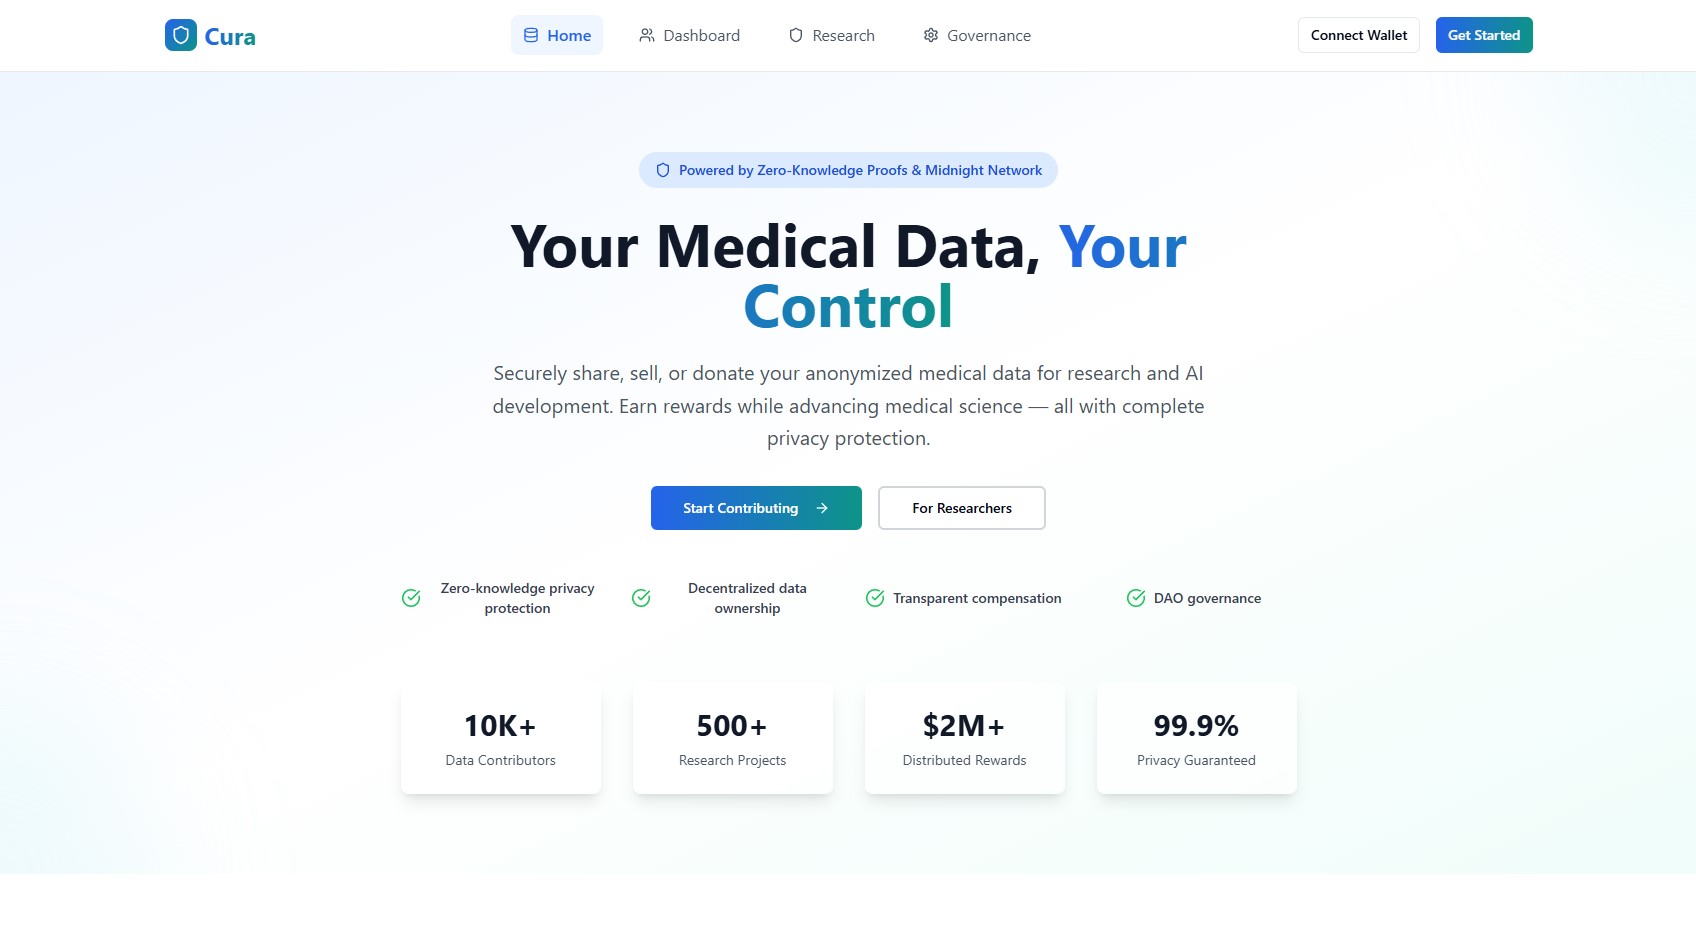 Cura
Home
Dashboard
Research
Governance
Connect Wallet
Get Started
Powered by Zero-Knowledge Proofs & Midnight Network
Your Medical Data, Your
Control
Securely share, sell, or donate your anonymized medical data for research and AI
development. Earn rewards while advancing medical science — all with complete
privacy protection.
Start Contributing
For Researchers
Zero-knowledge privacy
protection
Decentralized data
ownership
Transparent compensation
DAO governance
10K+
Data Contributors
500+
Research Projects
$2M+
Distributed Rewards
99.9%
Privacy Guaranteed